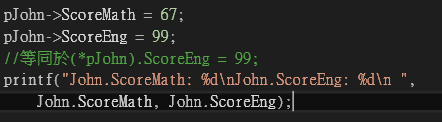 pJohn->ScoreMath = 67;
pJohn->ScoreEng = 99;
//等同於(*pJohn).ScoreEng = 99;
printf("John.ScoreMath: %d\nJohn.ScoreEng: %d\n ",
John.ScoreMath, John.ScoreEng);